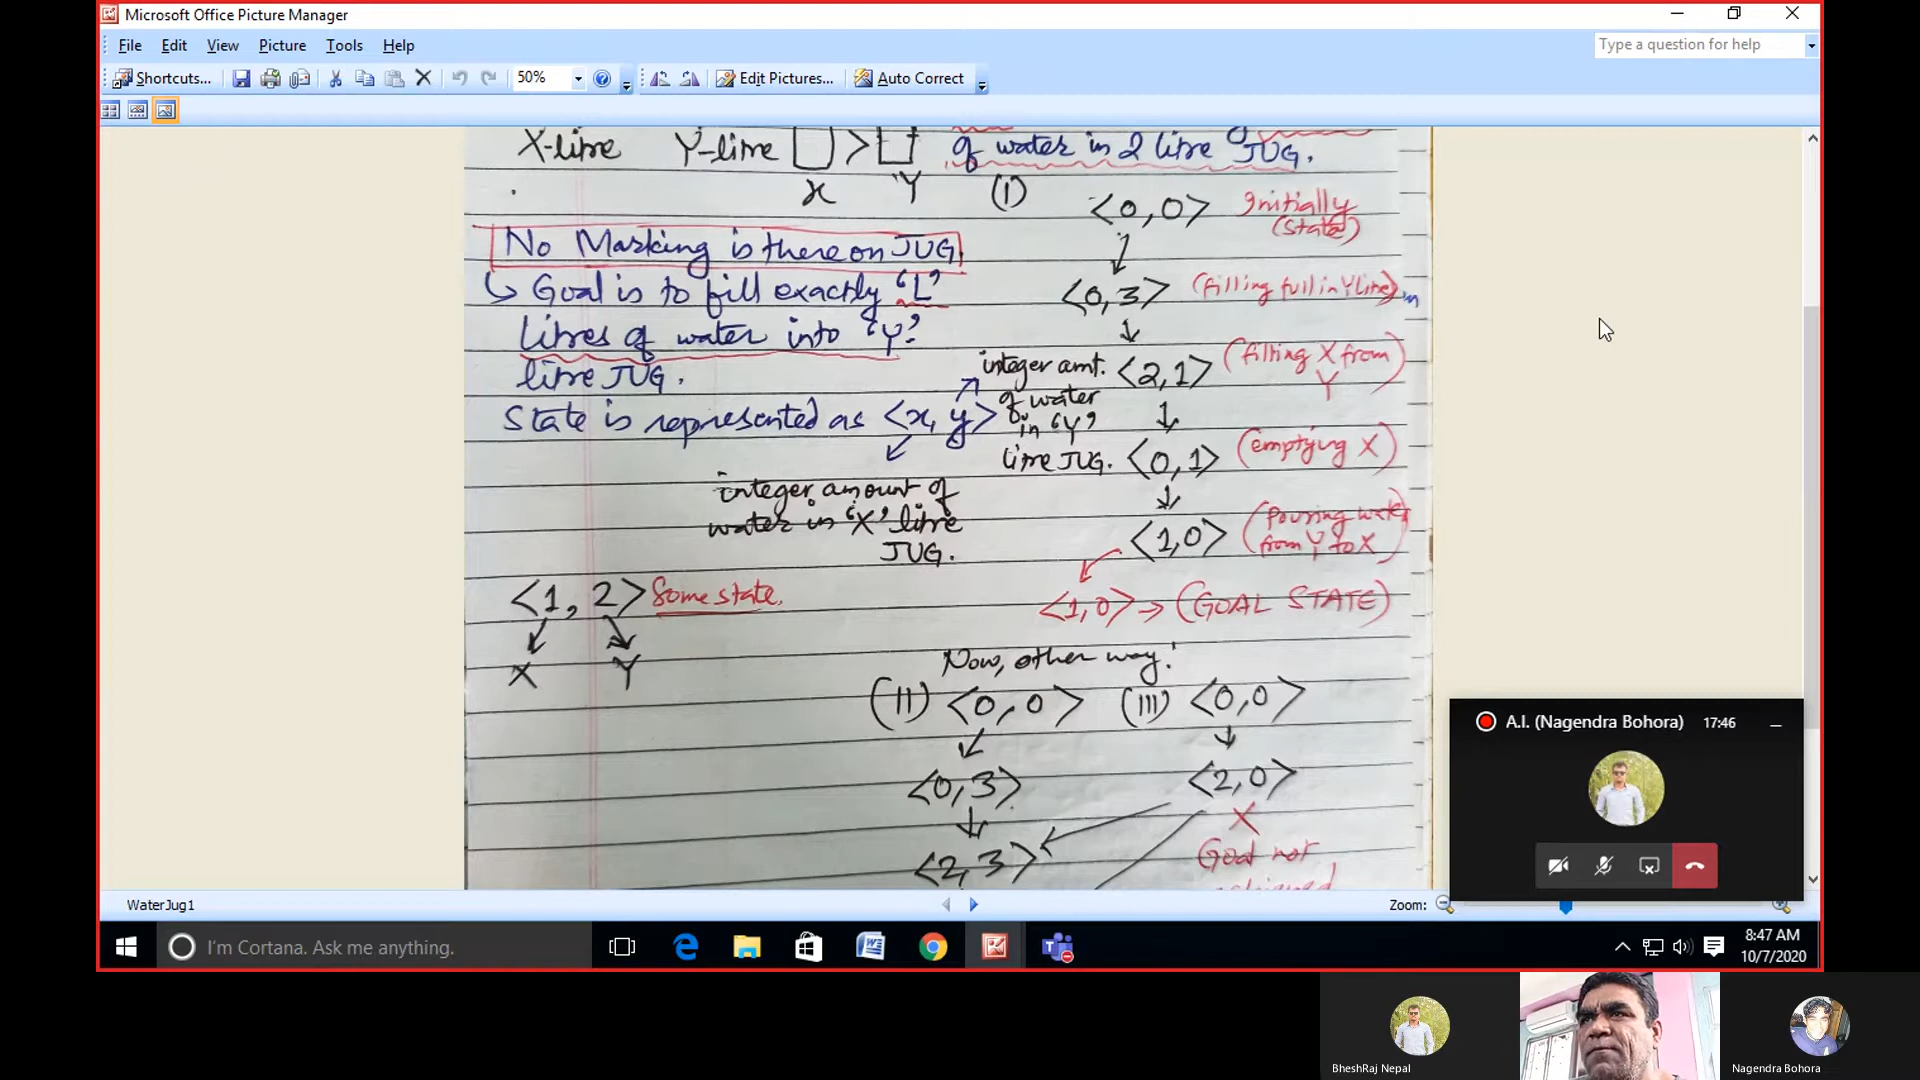 Microsoft Office Picture Manager
File Edit View Picture Tools Help
Type a question for help
Shortcuts... 50% Edit Pictures... Auto Correct
X-litre Y-litre > of water in 2 litre JUG.
x Y (I)
<0,0> Initially
(State)
No Marking is there on JUG
Goal is to fill exactly 'L'
<0,3> (filling full in Y litre)
litres of water into 'Y'
litre JUG.
integer amt. <2,1> (filling X from
Y
of water
in 'Y'
litre JUG. <0,1> (emptying X)
State is represented as <x, y>
integer amount of
water in 'X' litre
JUG.
<1,0> (Pouring water
from Y to X)
<1,2> Some state.
X Y
<1,0> → (GOAL STATE)
Now, other way:
(II) <0,0> (III) <0,0>
<0,3> <2,0>
X
<2,3> Goal not
A.I. (Nagendra Bohora) 17:46
WaterJug1
Zoom:
I'm Cortana. Ask me anything.
8:47 AM
10/7/2020
BheshRaj Nepal
Nagendra Bohora